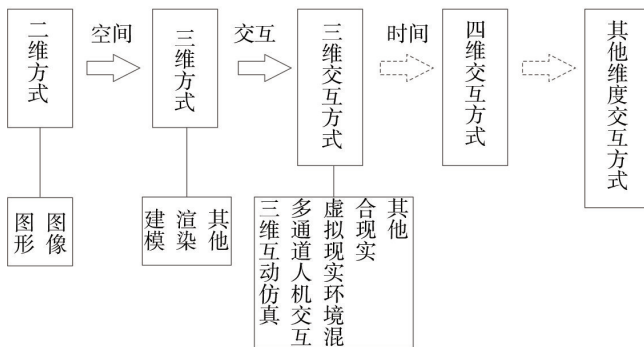 二维方式
空间
三维方式
交互
三维交互方式
时间
四维交互方式
其他维度交互方式
图形
图像
建模
渲染
其他
三维互动仿真
多通道人机交互
虚拟现实环境混
合现实
其他